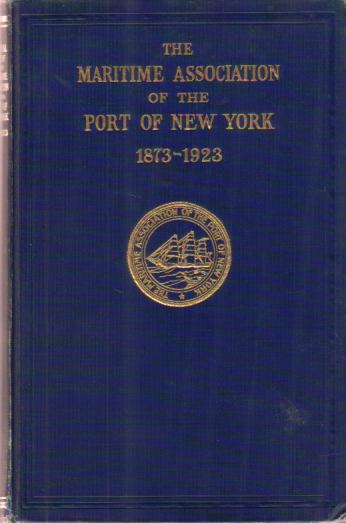 THE
MARITIME ASSOCIATION
OF THE
PORT OF NEW YORK
1873-1923
THE MARITIME ASSOCIATION OF THE PORT OF NEW YORK